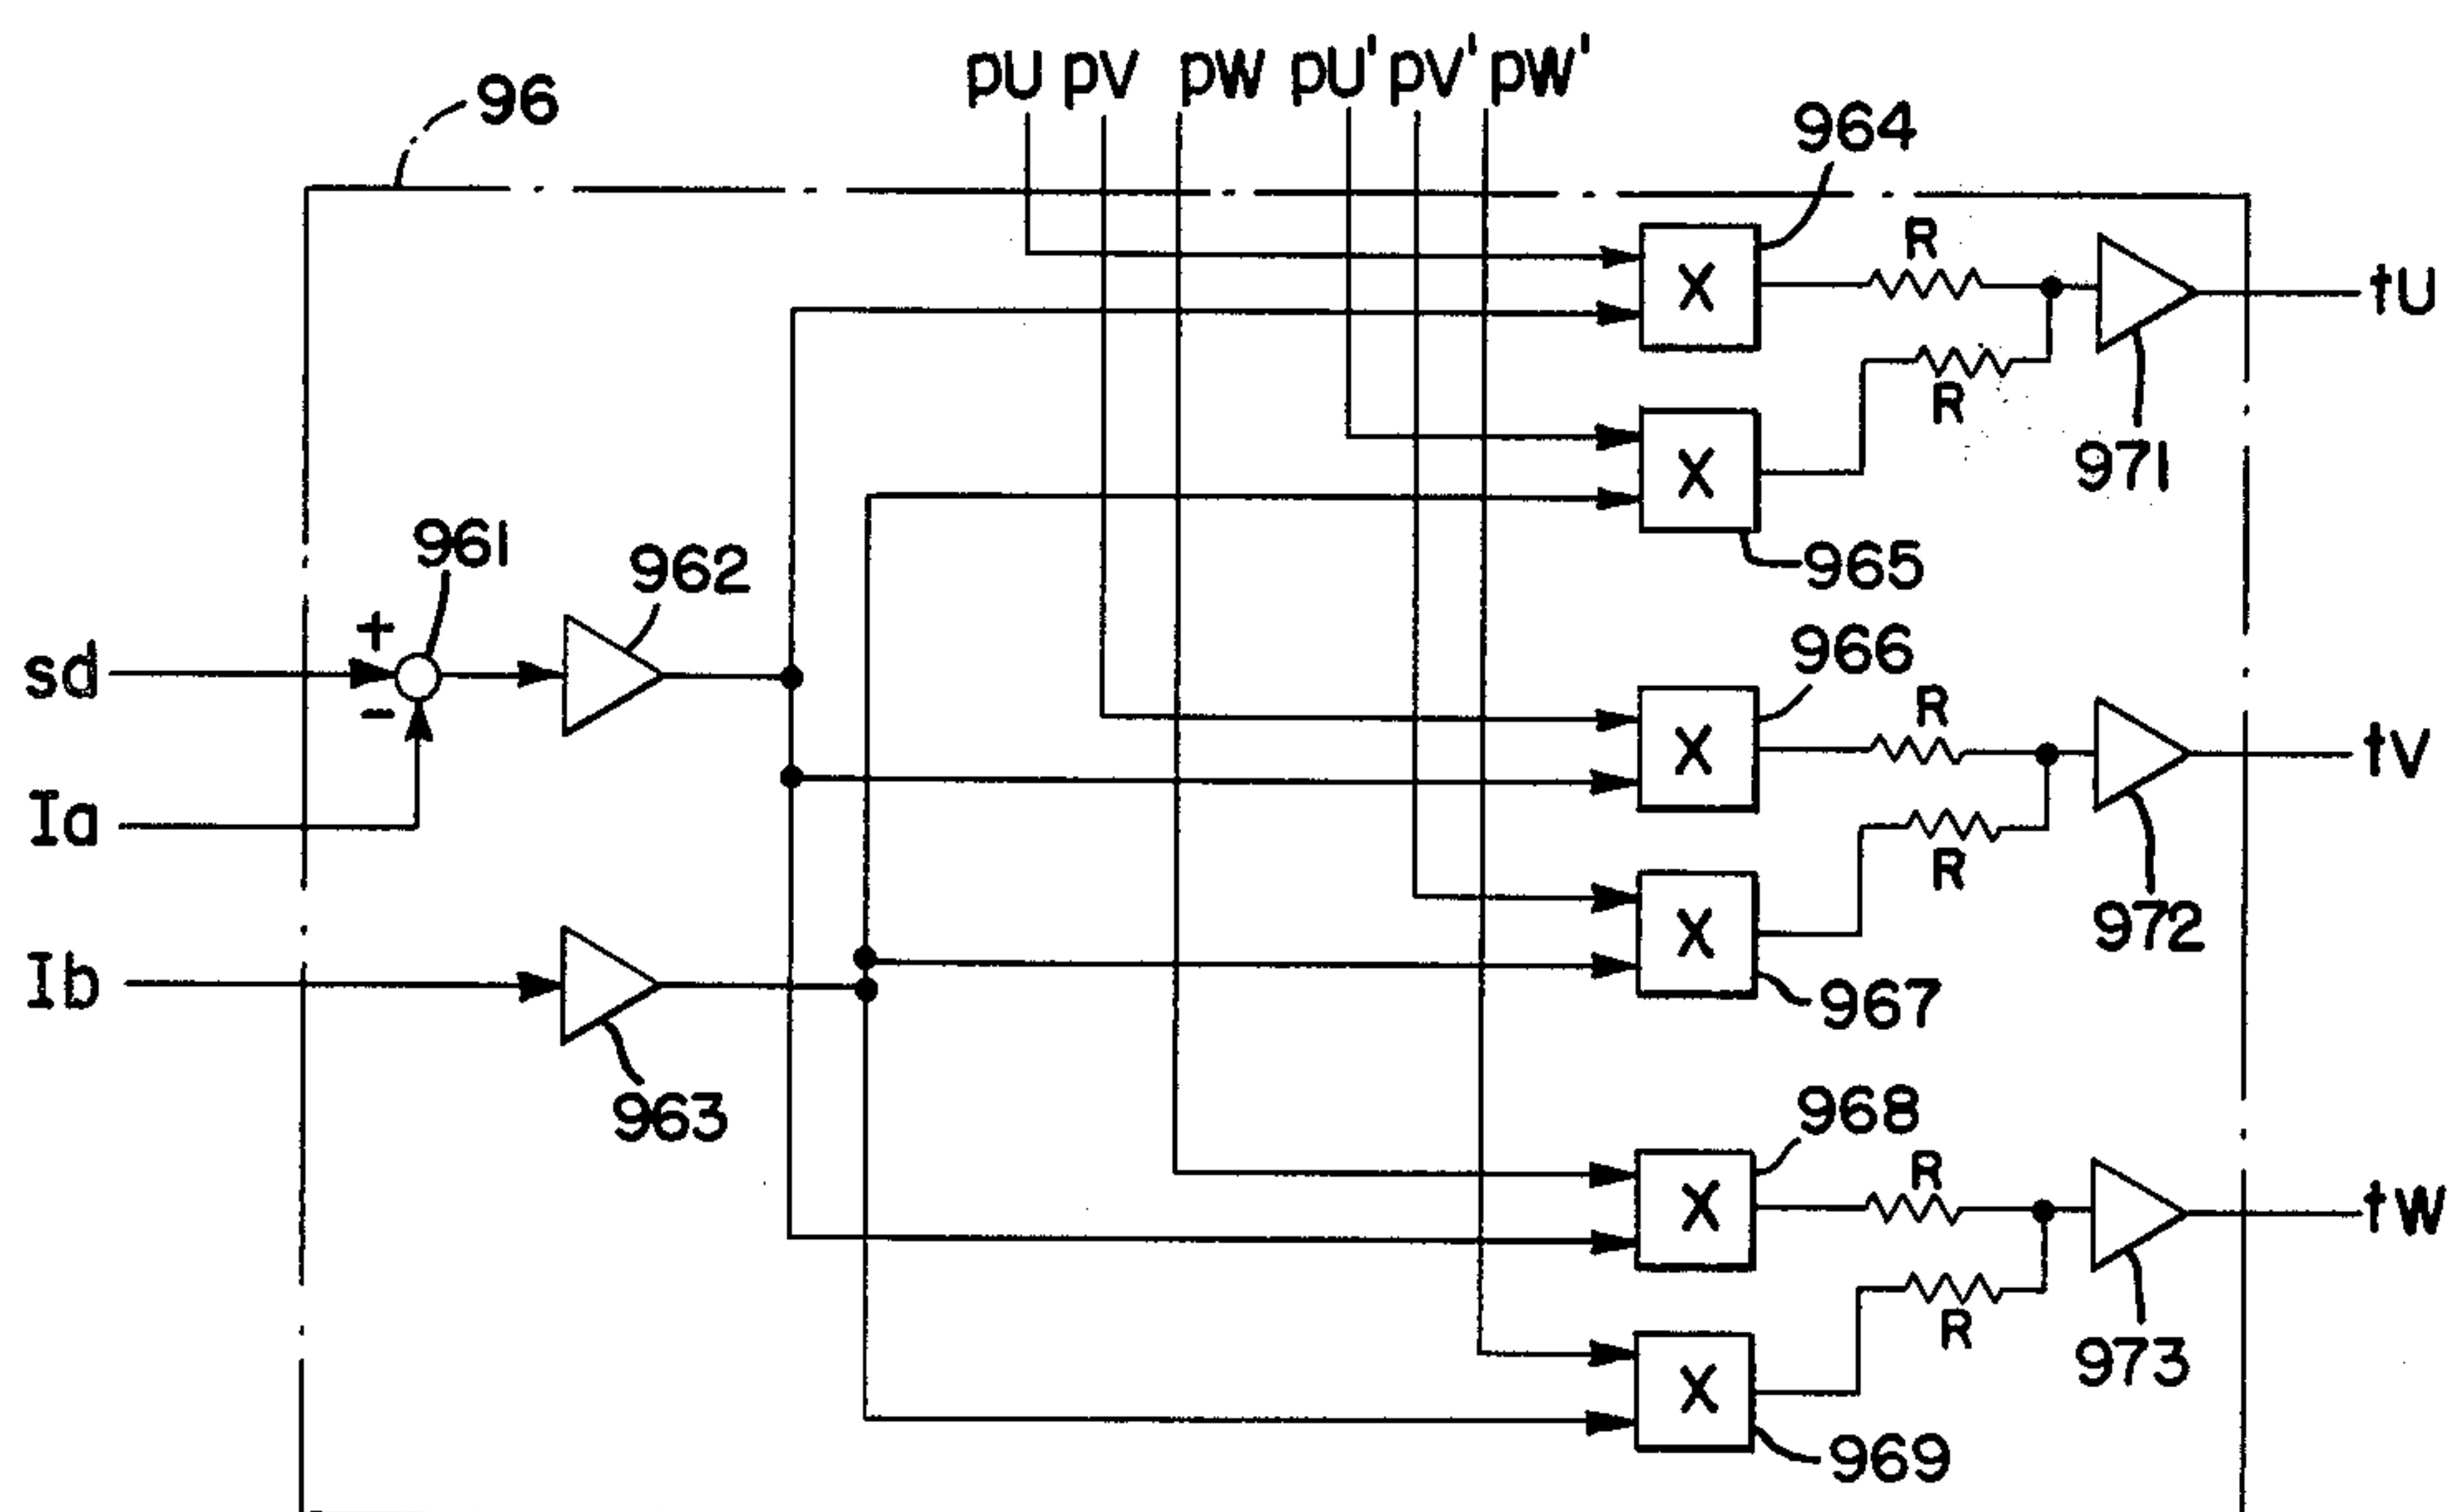 pU pV pW pU' pV' pW'
96
964
R
tU
R
971
965
961
962
+
sd
-
966
R
tV
R
Ia
972
967
Ib
963
968
R
tW
R
973
969
X
X
X
X
X
X